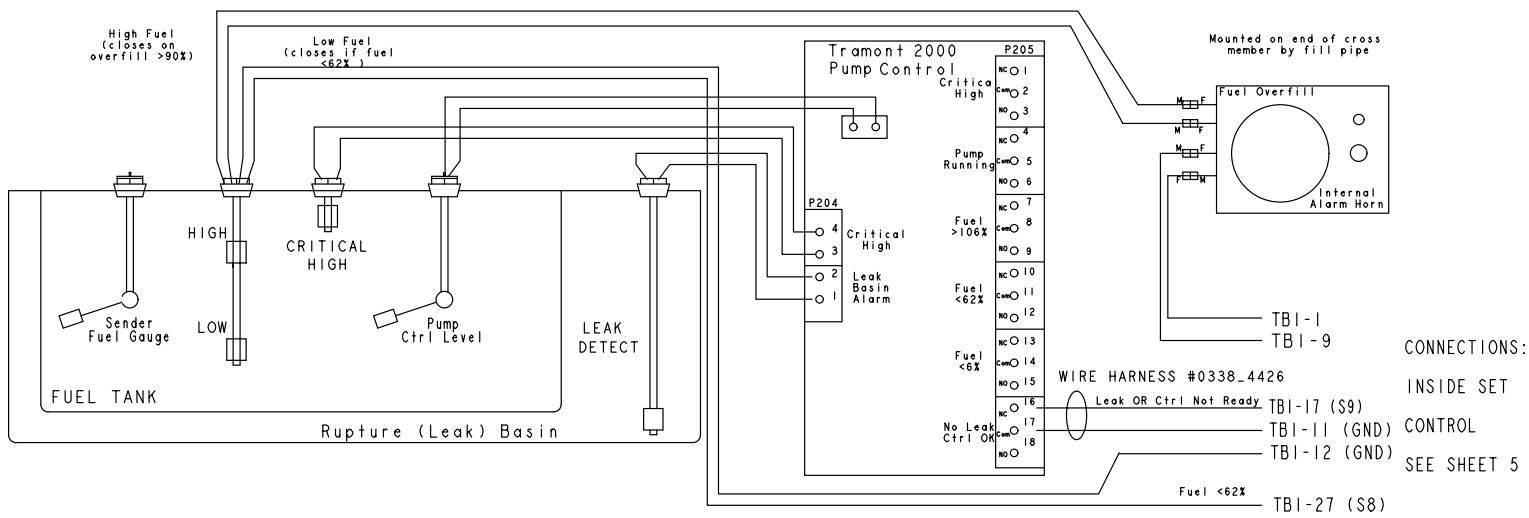 High Fuel
(closes on
overfill >90%)
Low Fuel
(closes if fuel
<62% )
Tramont 2000
Pump Control
P205
Critical
High
NC 1
Com 2
NO 3
Pump
Running
NC 4
Com 5
NO 6
Fuel
>106%
NC 7
Com 8
NO 9
Fuel
<62%
NC 10
Com 11
NO 12
Fuel
<6%
NC 13
Com 14
NO 15
No Leak
Ctrl OK
NC 16
Com 17
NO 18
P204
4
3
Critical
High
2
1
Leak
Basin
Alarm
Mounted on end of cross
member by fill pipe
Fuel Overfill
M F
M F
M F
F M
Internal
Alarm Horn
HIGH
LOW
CRITICAL
HIGH
Sender
Fuel Gauge
Pump
Ctrl Level
LEAK
DETECT
FUEL TANK
Rupture (Leak) Basin
TB1-1
TB1-9
WIRE HARNESS #0338_4426
Leak OR Ctrl Not Ready
TB1-17 (S9)
TB1-11 (GND)
TB1-12 (GND)
Fuel <62%
TB1-27 (S8)
CONNECTIONS:
INSIDE SET
CONTROL
SEE SHEET 5